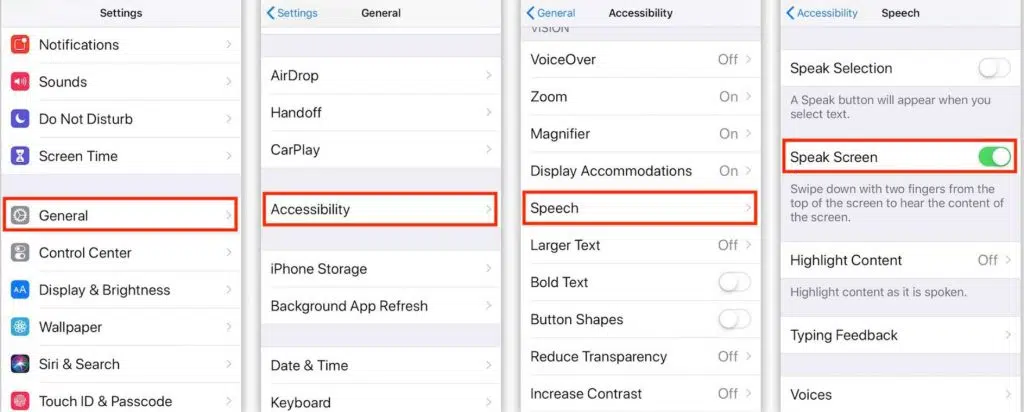 Settings
Notifications
Sounds
Do Not Disturb
Screen Time
General
Control Center
Display & Brightness
AA
Wallpaper
Siri & Search
Touch ID & Passcode
Settings
General
AirDrop
Handoff
CarPlay
Accessibility
iPhone Storage
Background App Refresh
Date & Time
Keyboard
General
Accessibility
VISION
VoiceOver Off
Zoom On
Magnifier On
Display Accommodations On
Speech
Larger Text Off
Bold Text
Button Shapes
Reduce Transparency Off
Increase Contrast Off
Accessibility
Speech
Speak Selection
A Speak button will appear when you
select text.
Speak Screen
Swipe down with two fingers from the
top of the screen to hear the content of
the screen.
Highlight Content Off
Highlight content as it is spoken.
Typing Feedback
Voices